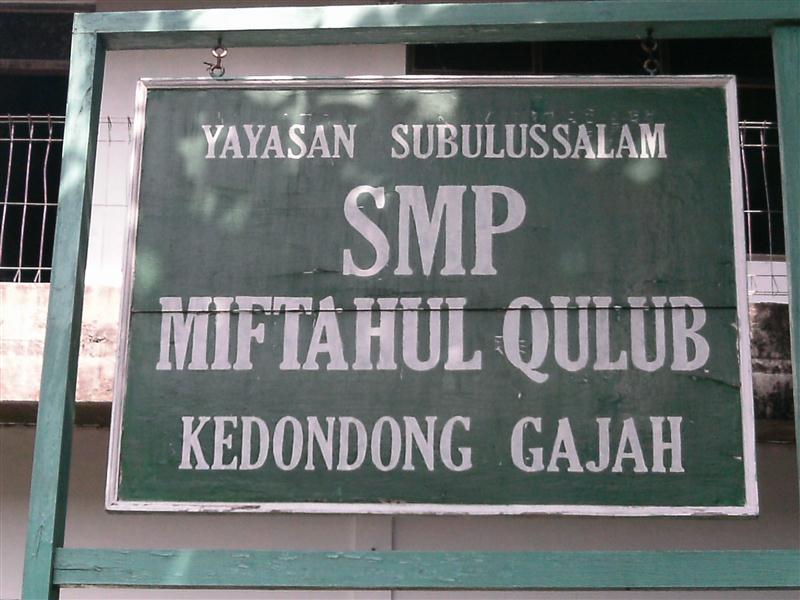 YAYASAN SUBULUSSALAM
SMP
MIFTAHUL QULUB
KEDONDONG GAJAH